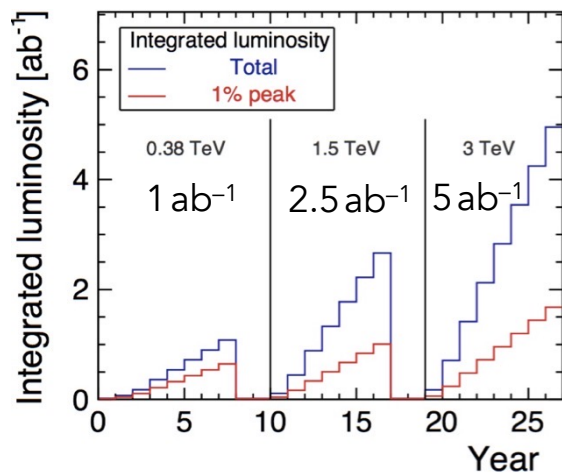 Integrated luminosity [ab⁻¹]
6
4
2
0
Integrated luminosity
Total
1% peak
0.38 TeV 1.5 TeV 3 TeV
1 ab⁻¹ 2.5 ab⁻¹ 5 ab⁻¹
0 5 10 15 20 25
Year